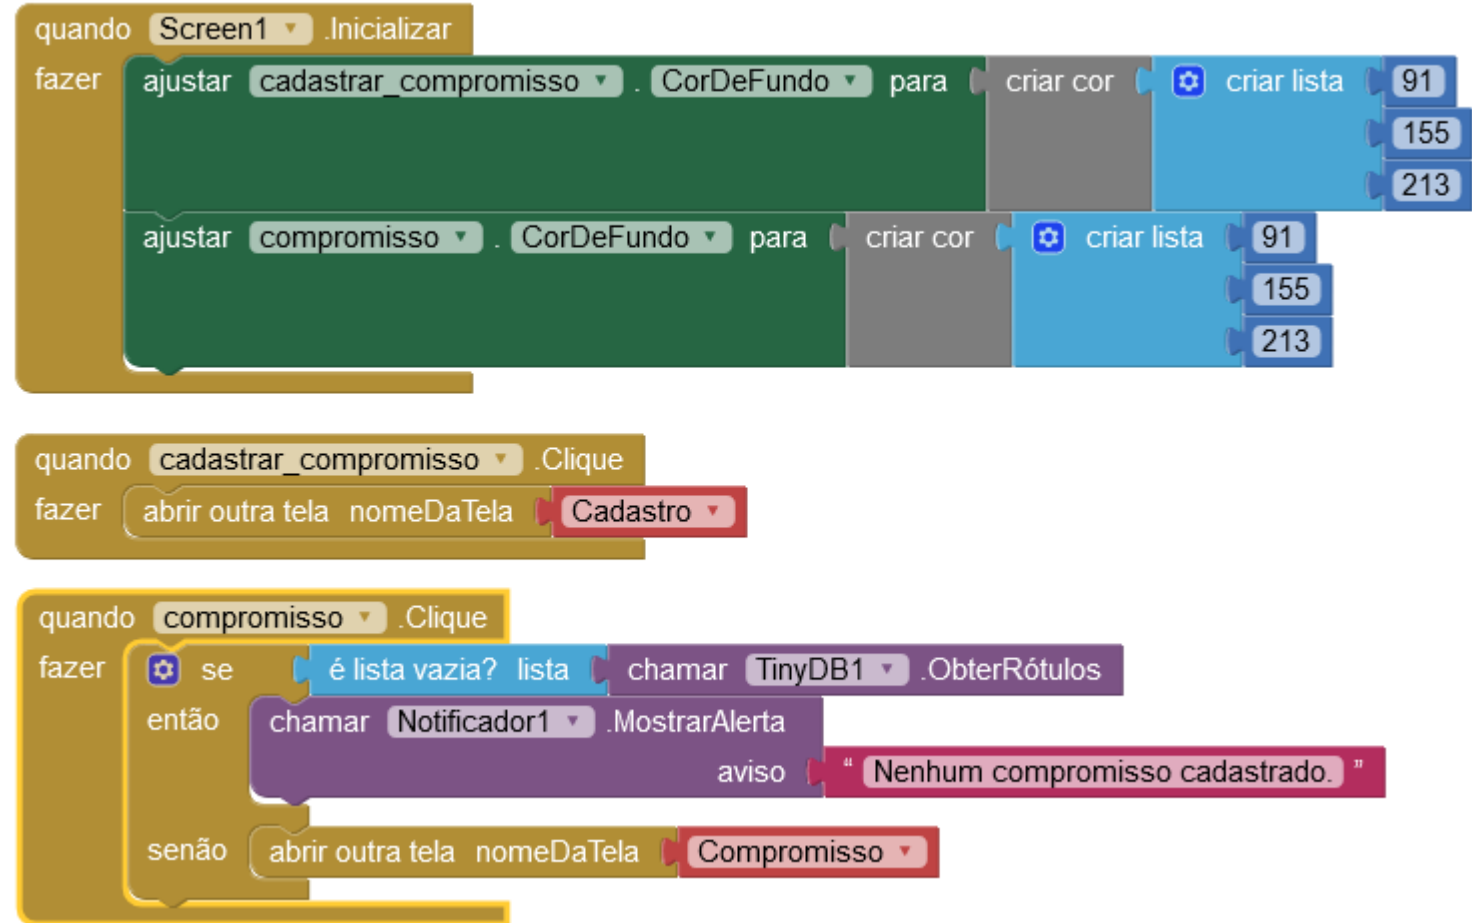 quando Screen1 .Inicializar
fazer ajustar cadastrar_compromisso . CorDeFundo para criar cor criar lista 91
155
213
ajustar compromisso . CorDeFundo para criar cor criar lista 91
155
213
quando cadastrar_compromisso .Clique
fazer abrir outra tela nomeDaTela Cadastro
quando compromisso .Clique
fazer se é lista vazia? lista chamar TinyDB1 .ObterRótulos
então chamar Notificador1 .MostrarAlerta
aviso “ Nenhum compromisso cadastrado. ”
senão abrir outra tela nomeDaTela Compromisso